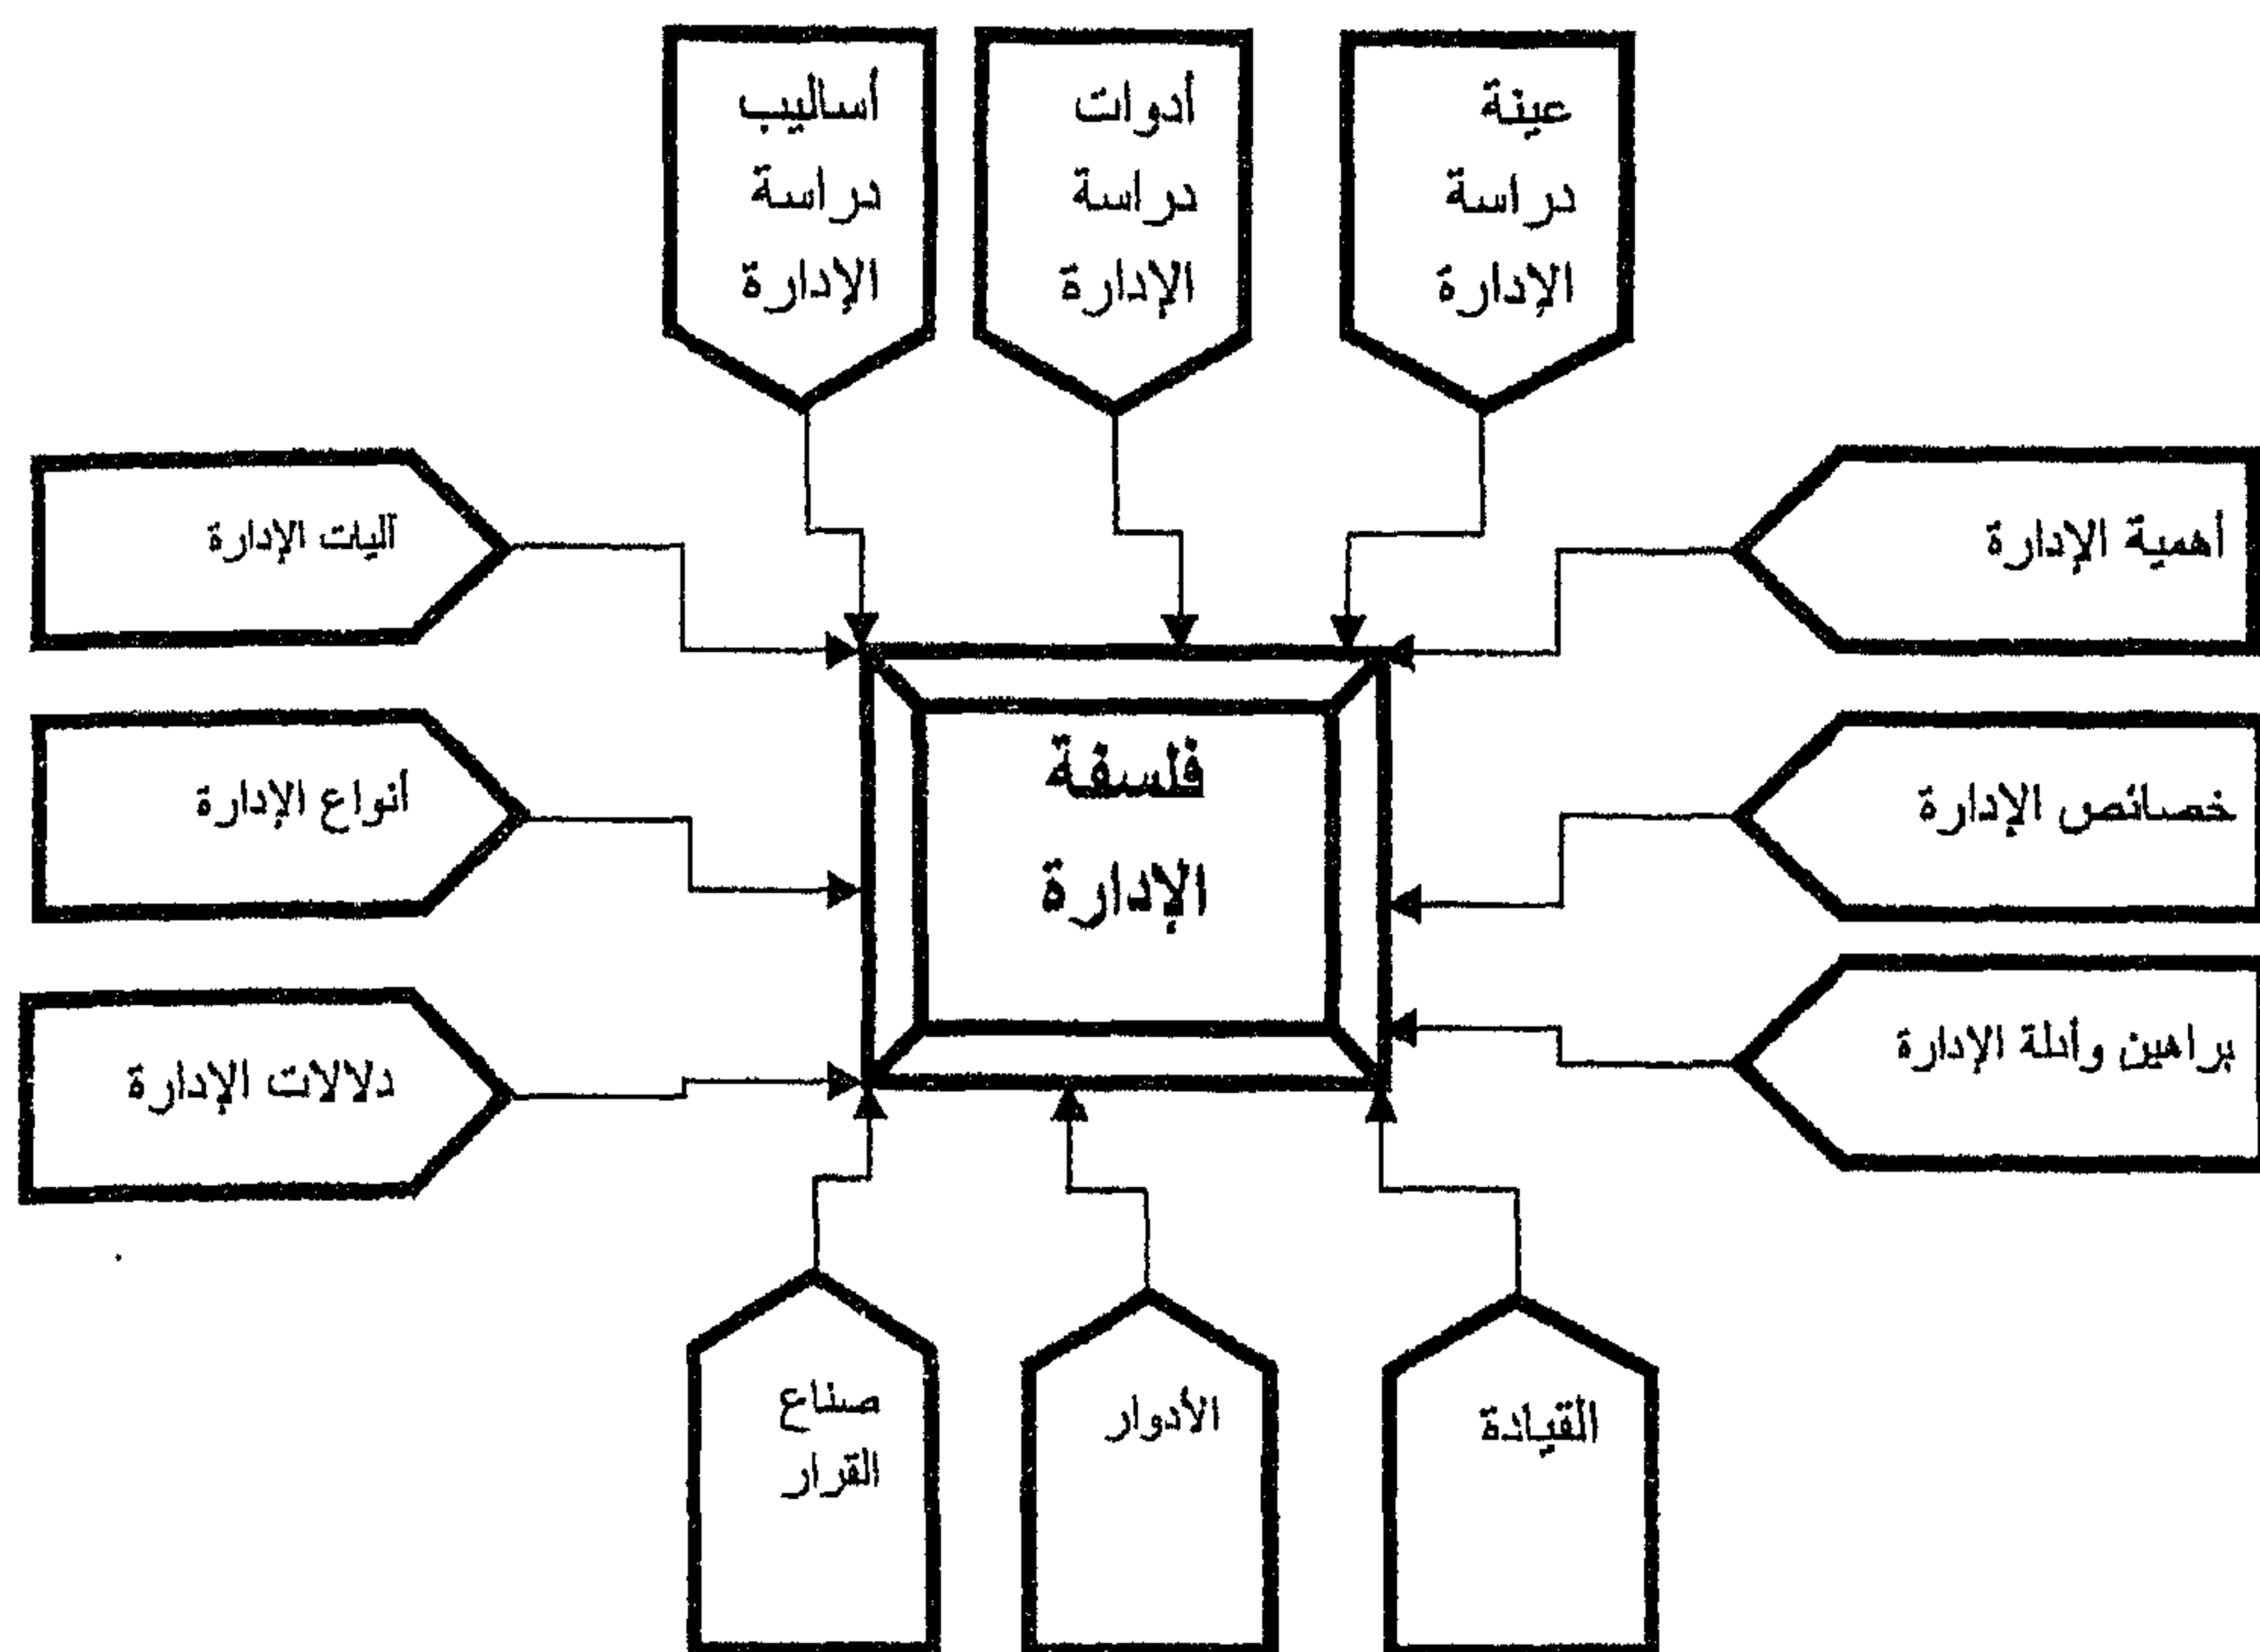 عينة
دراسة
الإدارة
أدوات
دراسة
الإدارة
أساليب
دراسة
الإدارة
أهمية الإدارة
آليات الإدارة
خصائص الإدارة
فلسفة
الإدارة
أنواع الإدارة
براهين وأدلة الإدارة
دلالات الإدارة
القيادة
الأدوار
صناع
القرار